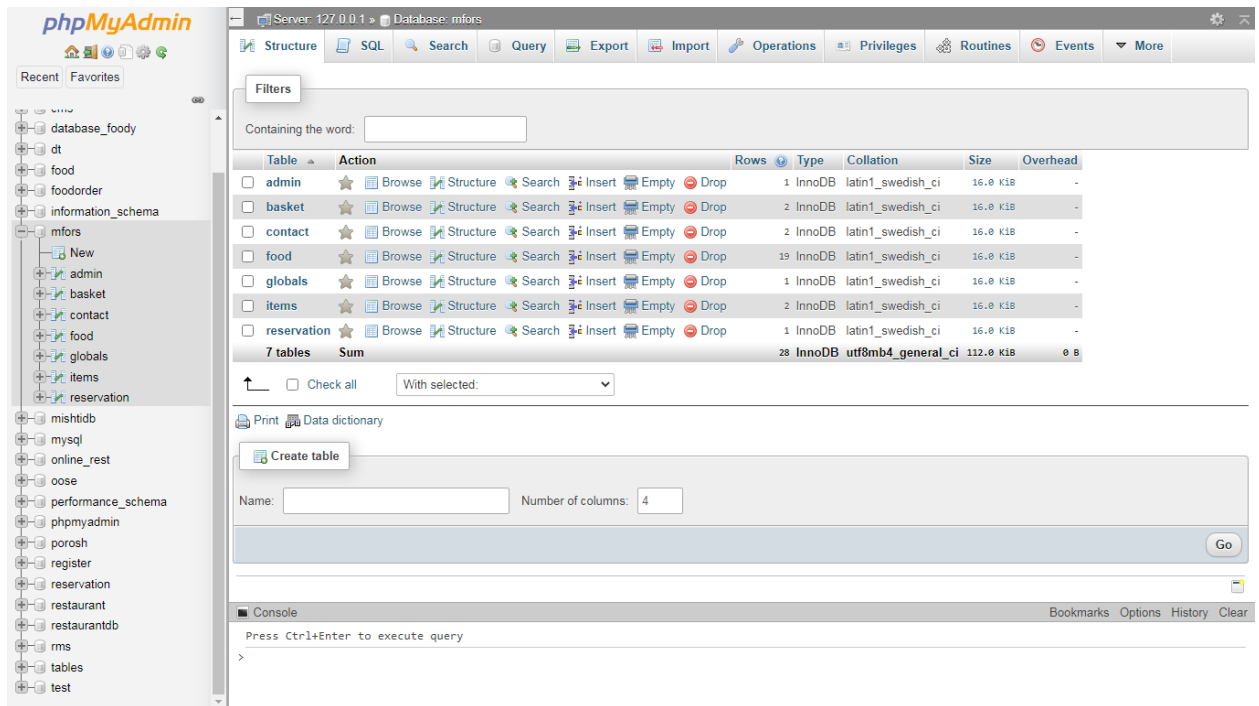 phpMyAdmin
Recent Favorites
database_foody
dt
food
foodorder
information_schema
mfors
New
admin
basket
contact
food
globals
items
reservation
mishtidb
mysql
online_rest
oose
performance_schema
phpmyadmin
porosh
register
reservation
restaurant
restaurantdb
rms
tables
test
Server: 127.0.0.1 » Database: mfors
Structure SQL Search Query Export Import Operations Privileges Routines Events More
Filters
Containing the word:
Table Action Rows Type Collation Size Overhead
admin Browse Structure Search Insert Empty Drop 1 InnoDB latin1_swedish_ci 16.0 KiB -
basket Browse Structure Search Insert Empty Drop 2 InnoDB latin1_swedish_ci 16.0 KiB -
contact Browse Structure Search Insert Empty Drop 2 InnoDB latin1_swedish_ci 16.0 KiB -
food Browse Structure Search Insert Empty Drop 19 InnoDB latin1_swedish_ci 16.0 KiB -
globals Browse Structure Search Insert Empty Drop 1 InnoDB latin1_swedish_ci 16.0 KiB -
items Browse Structure Search Insert Empty Drop 2 InnoDB latin1_swedish_ci 16.0 KiB -
reservation Browse Structure Search Insert Empty Drop 1 InnoDB latin1_swedish_ci 16.0 KiB -
7 tables Sum 28 InnoDB utf8mb4_general_ci 112.0 KiB 0 B
Check all With selected:
Print Data dictionary
Create table
Name: Number of columns: 4
Go
Console Bookmarks Options History Clear
Press Ctrl+Enter to execute query
>